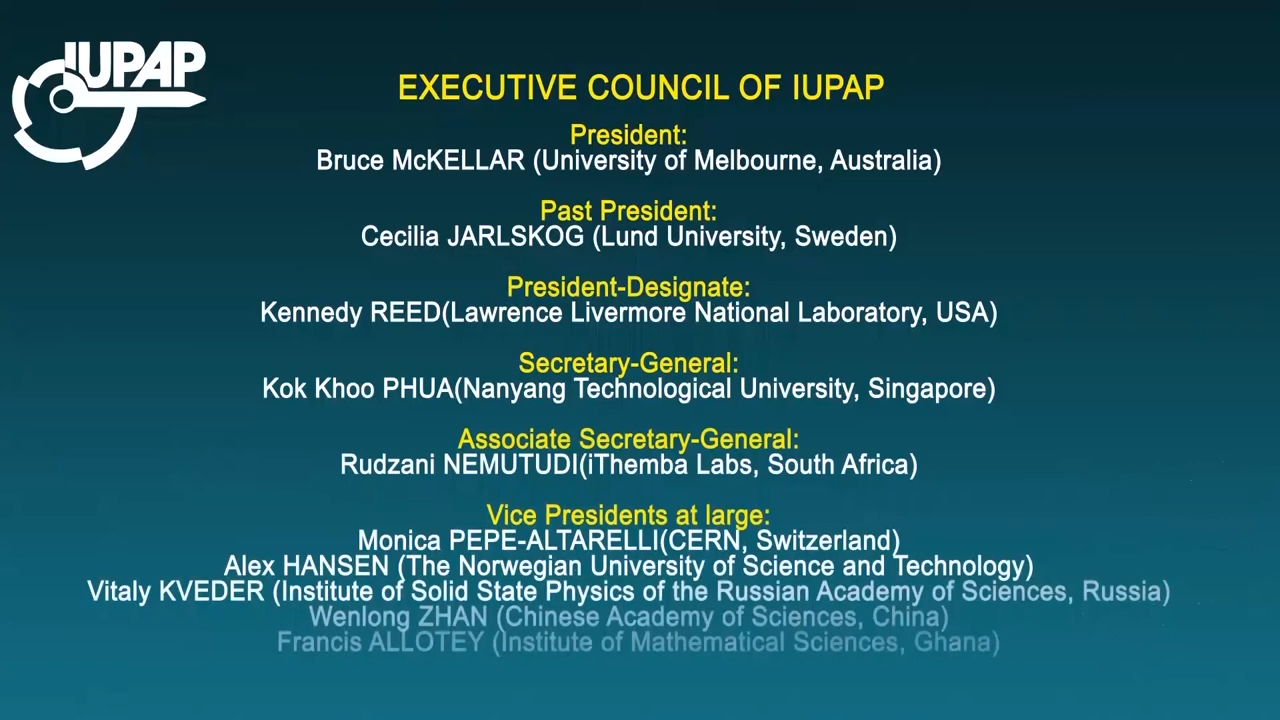 IUPAP
EXECUTIVE COUNCIL OF IUPAP
President:
Bruce McKELLAR (University of Melbourne, Australia)
Past President:
Cecilia JARLSKOG (Lund University, Sweden)
President-Designate:
Kennedy REED(Lawrence Livermore National Laboratory, USA)
Secretary-General:
Kok Khoo PHUA(Nanyang Technological University, Singapore)
Associate Secretary-General:
Rudzani NEMUTUDI(iThemba Labs, South Africa)
Vice Presidents at large:
Monica PEPE-ALTARELLI(CERN, Switzerland)
Alex HANSEN (The Norwegian University of Science and Technology)
Vitaly KVEDER (Institute of Solid State Physics of the Russian Academy of Sciences, Russia)
Wenlong ZHAN (Chinese Academy of Sciences, China)
Francis ALLOTEY (Institute of Mathematical Sciences, Ghana)